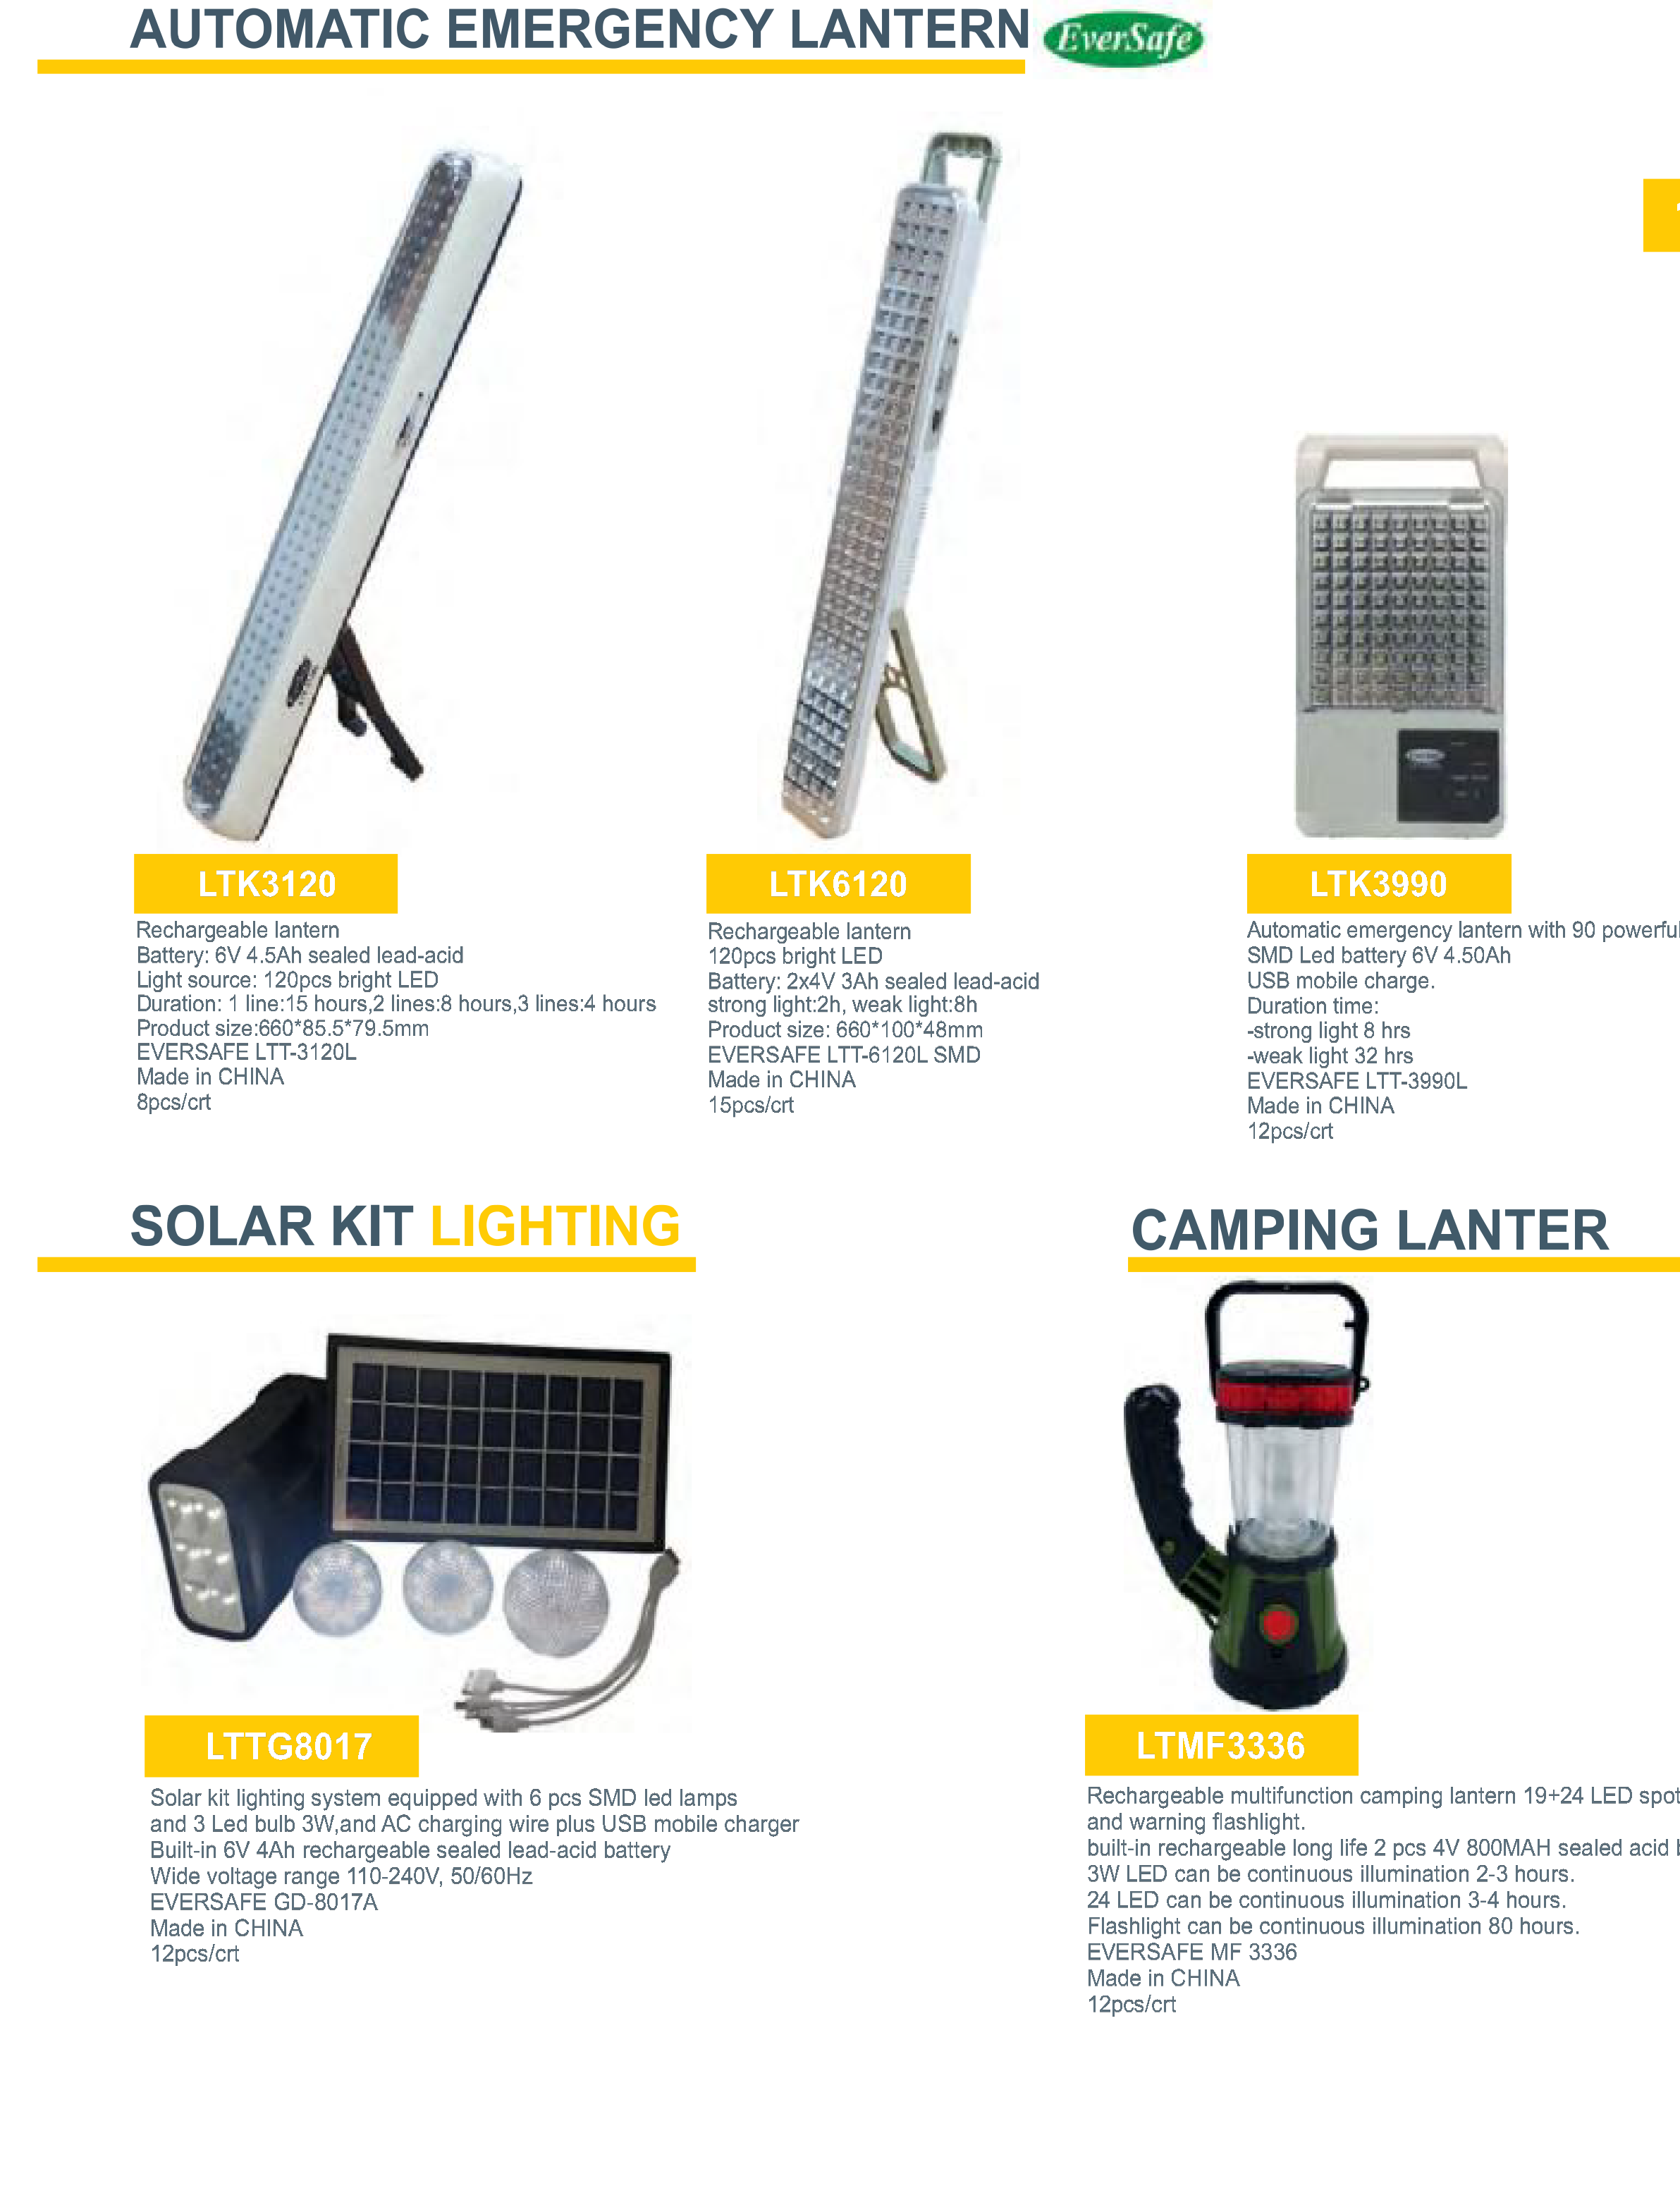 AUTOMATIC EMERGENCY LANTERN
EverSafe
LTK3120
Rechargeable lantern
Battery: 6V 4.5Ah sealed lead-acid
Light source: 120pcs bright LED
Duration: 1 line:15 hours,2 lines:8 hours,3 lines:4 hours
Product size:660*85.5*79.5mm
EVERSAFE LTT-3120L
Made in CHINA
8pcs/crt
LTK6120
Rechargeable lantern
120pcs bright LED
Battery: 2x4V 3Ah sealed lead-acid
strong light:2h, weak light:8h
Product size: 660*100*48mm
EVERSAFE LTT-6120L SMD
Made in CHINA
15pcs/crt
LTK3990
Automatic emergency lantern with 90 powerful
SMD Led battery 6V 4.50Ah
USB mobile charge.
Duration time:
-strong light 8 hrs
-weak light 32 hrs
EVERSAFE LTT-3990L
Made in CHINA
12pcs/crt
SOLAR KIT LIGHTING
LTTG8017
Solar kit lighting system equipped with 6 pcs SMD led lamps
and 3 Led bulb 3W,and AC charging wire plus USB mobile charger
Built-in 6V 4Ah rechargeable sealed lead-acid battery
Wide voltage range 110-240V, 50/60Hz
EVERSAFE GD-8017A
Made in CHINA
12pcs/crt
CAMPING LANTER
LTMF3336
Rechargeable multifunction camping lantern 19+24 LED spot
and warning flashlight.
built-in rechargeable long life 2 pcs 4V 800MAH sealed acid
3W LED can be continuous illumination 2-3 hours.
24 LED can be continuous illumination 3-4 hours.
Flashlight can be continuous illumination 80 hours.
EVERSAFE MF 3336
Made in CHINA
12pcs/crt